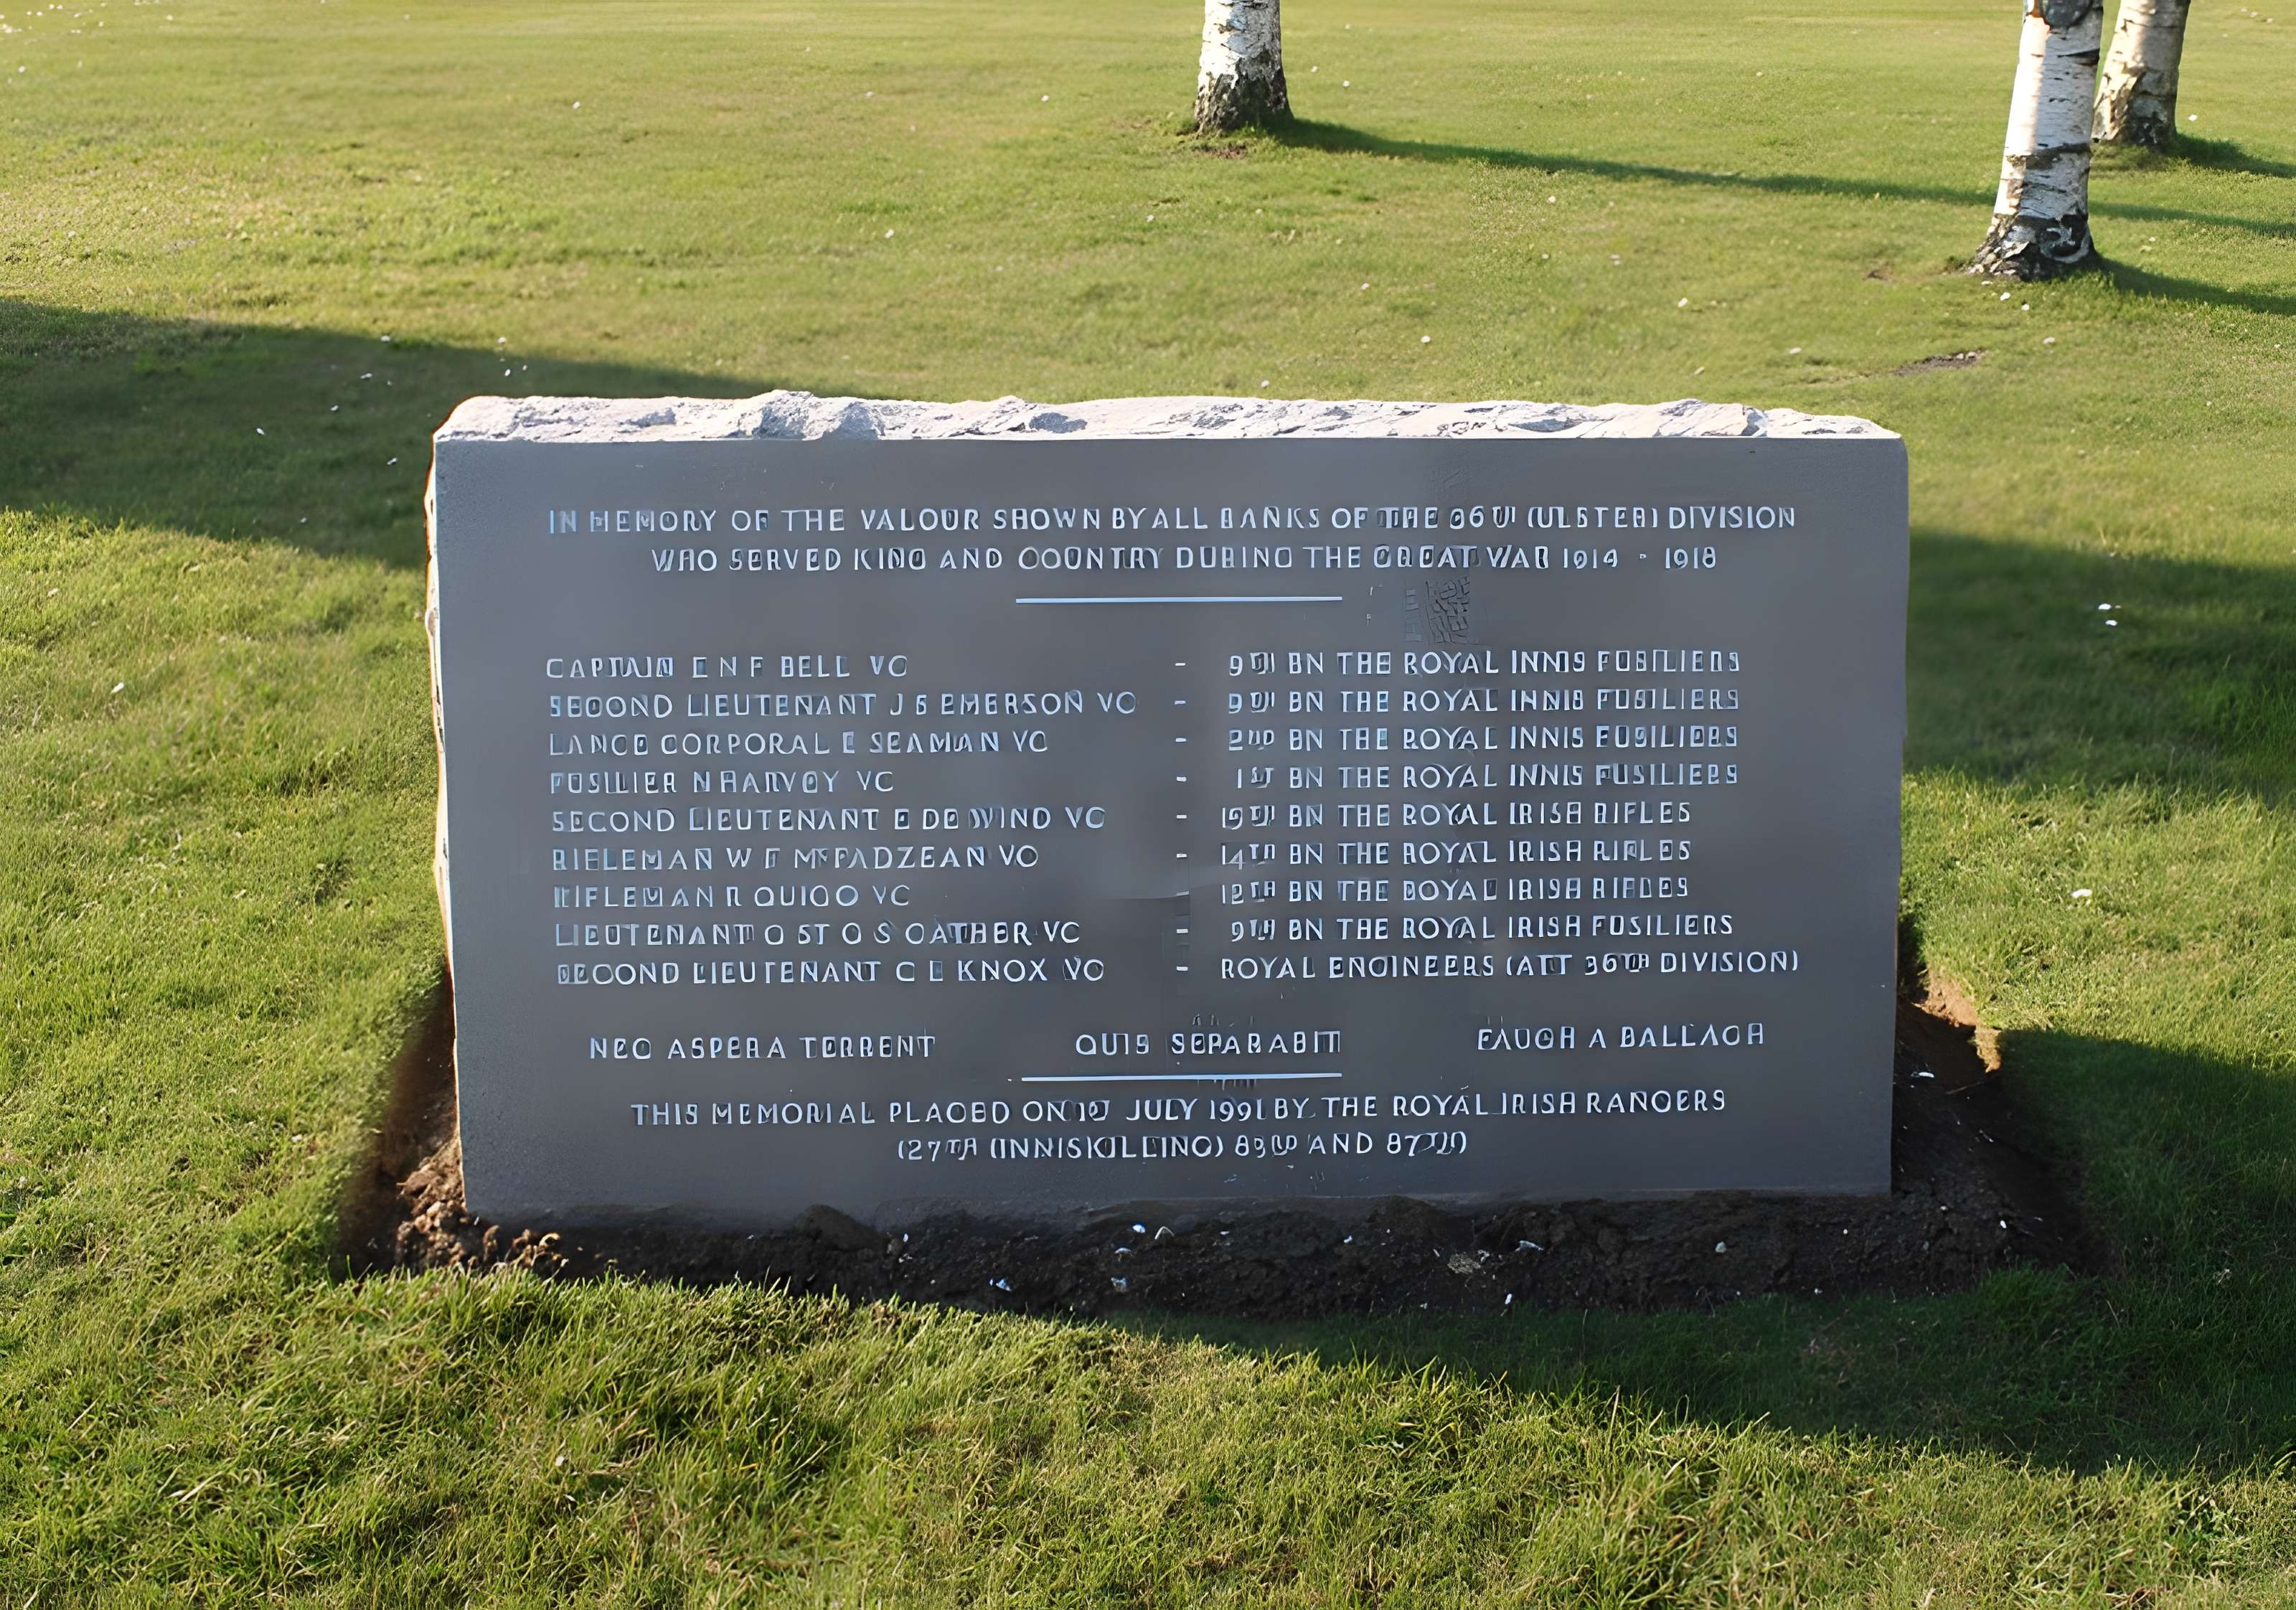 IN MEMORY OF THE VALOUR SHOWN BY ALL RANKS OF THE 36TH (ULSTER) DIVISION
WHO SERVED KING AND COUNTRY DURING THE GREAT WAR 1914 - 1918
CAPTAIN E N F BELL VC - 9TH BN THE ROYAL INNIS FUSILIERS
SECOND LIEUTENANT J S EMERSON VC - 9TH BN THE ROYAL INNIS FUSILIERS
LANCE CORPORAL E SEAMAN VC - 2ND BN THE ROYAL INNIS FUSILIERS
FUSILIER N HARVEY VC - 1ST BN THE ROYAL INNIS FUSILIERS
SECOND LIEUTENANT E DE WIND VC - 15TH BN THE ROYAL IRISH RIFLES
RIFLEMAN W F McFADZEAN VC - 14TH BN THE ROYAL IRISH RIFLES
RIFLEMAN R QUIGG VC - 12TH BN THE ROYAL IRISH RIFLES
LIEUTENANT G ST G S CATHER VC - 9TH BN THE ROYAL IRISH FUSILIERS
SECOND LIEUTENANT C L KNOX VC - ROYAL ENGINEERS (ATT 36TH DIVISION)
NEC ASPERA TERRENT QUIS SEPARABIT FAUGH A BALLAGH
THIS MEMORIAL PLACED ON JULY 1991 BY THE ROYAL IRISH RANGERS
(27TH (INNISKILLING) 83RD AND 87TH)